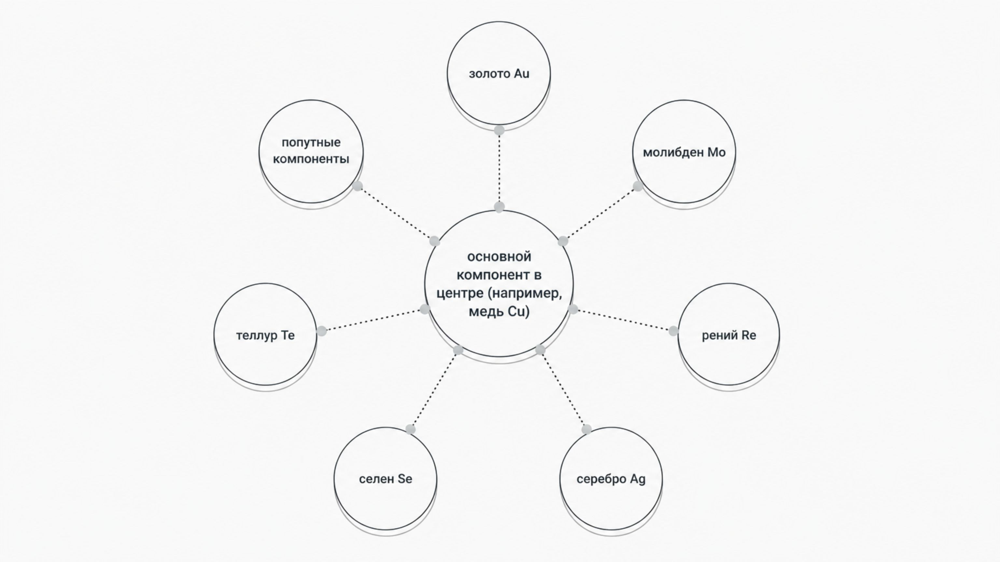 золото Au
попутные
компоненты
молибден Mo
основной
компонент в
центре (например,
медь Cu)
теллур Te
рений Re
селен Se
серебро Ag